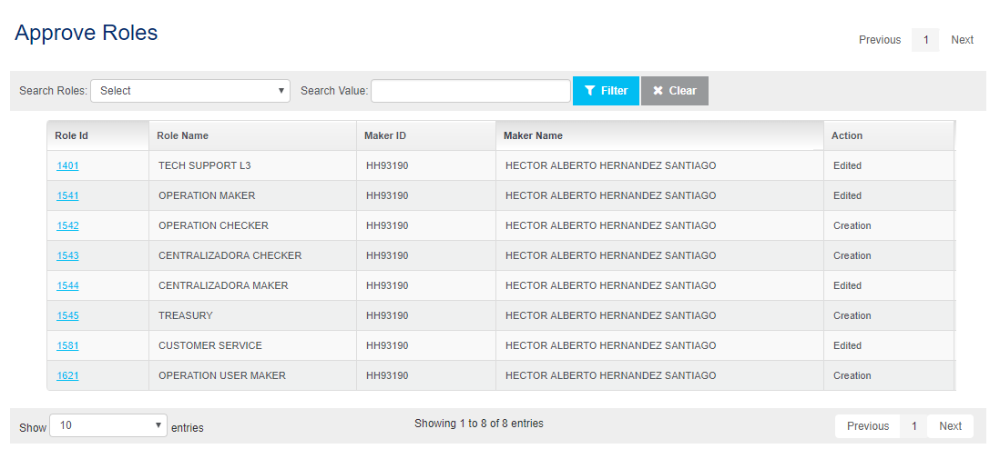 Approve Roles
Previous 1 Next
Search Roles: Select Search Value: Filter Clear
Role Id Role Name Maker ID Maker Name Action
1401 TECH SUPPORT L3 HH93190 HECTOR ALBERTO HERNANDEZ SANTIAGO Edited
1541 OPERATION MAKER HH93190 HECTOR ALBERTO HERNANDEZ SANTIAGO Edited
1542 OPERATION CHECKER HH93190 HECTOR ALBERTO HERNANDEZ SANTIAGO Creation
1543 CENTRALIZADORA CHECKER HH93190 HECTOR ALBERTO HERNANDEZ SANTIAGO Creation
1544 CENTRALIZADORA MAKER HH93190 HECTOR ALBERTO HERNANDEZ SANTIAGO Edited
1545 TREASURY HH93190 HECTOR ALBERTO HERNANDEZ SANTIAGO Creation
1581 CUSTOMER SERVICE HH93190 HECTOR ALBERTO HERNANDEZ SANTIAGO Edited
1621 OPERATION USER MAKER HH93190 HECTOR ALBERTO HERNANDEZ SANTIAGO Creation
Show 10 entries Showing 1 to 8 of 8 entries Previous 1 Next